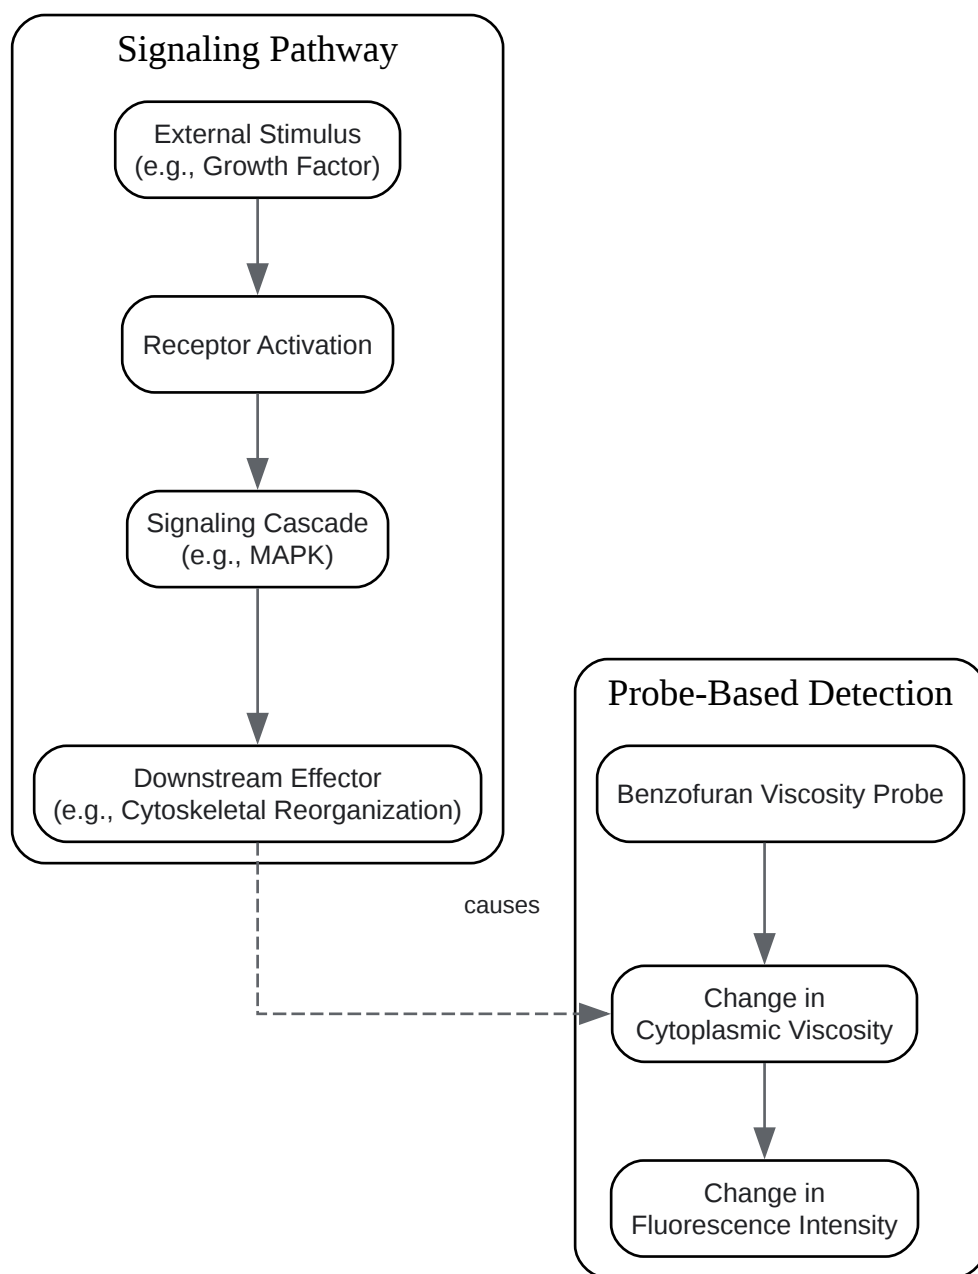 Signaling Pathway
External Stimulus
(e.g., Growth Factor)
Receptor Activation
Signaling Cascade
(e.g., MAPK)
Downstream Effector
(e.g., Cytoskeletal Reorganization)
causes
Probe-Based Detection
Benzofuran Viscosity Probe
Change in
Cytoplasmic Viscosity
Change in
Fluorescence Intensity